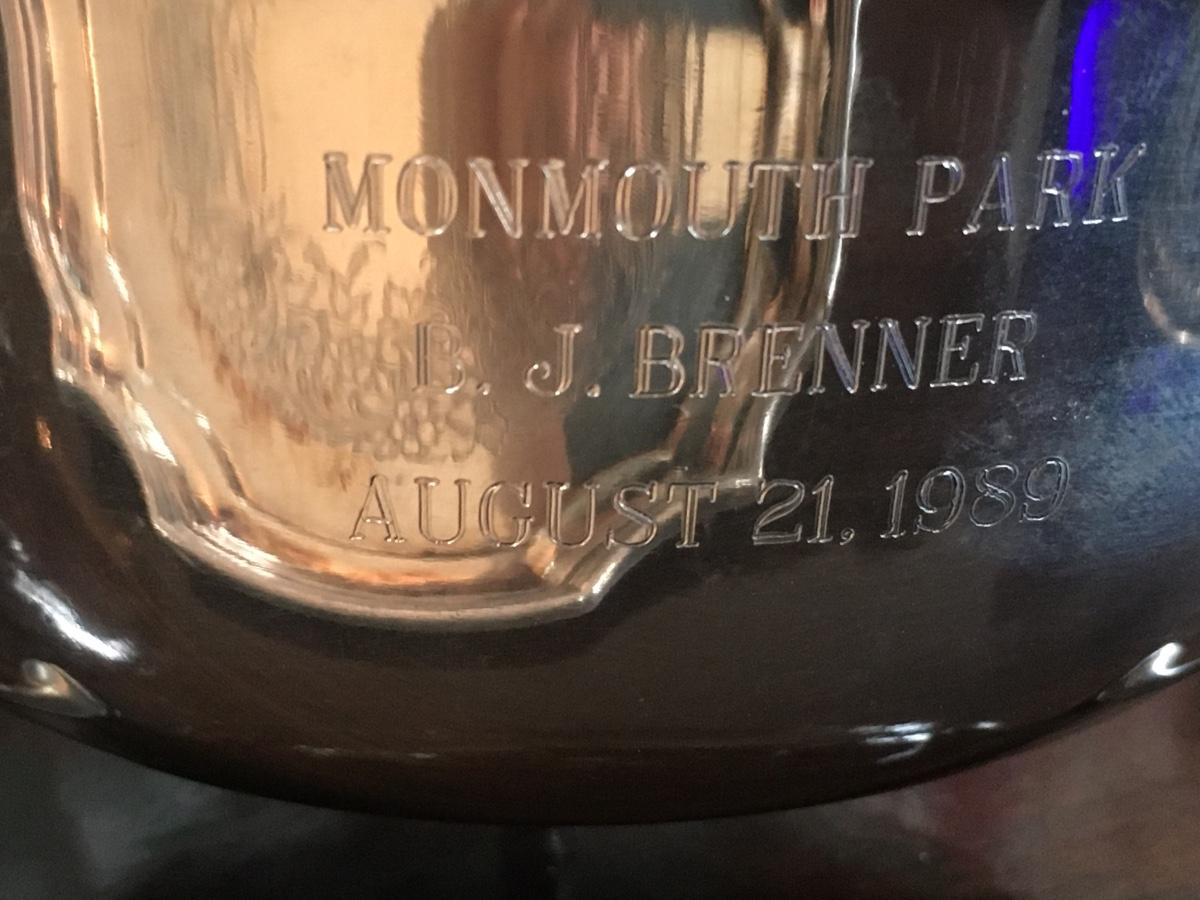 MONMOUTH PARK
B. J. BRENNER
AUGUST 21, 1989